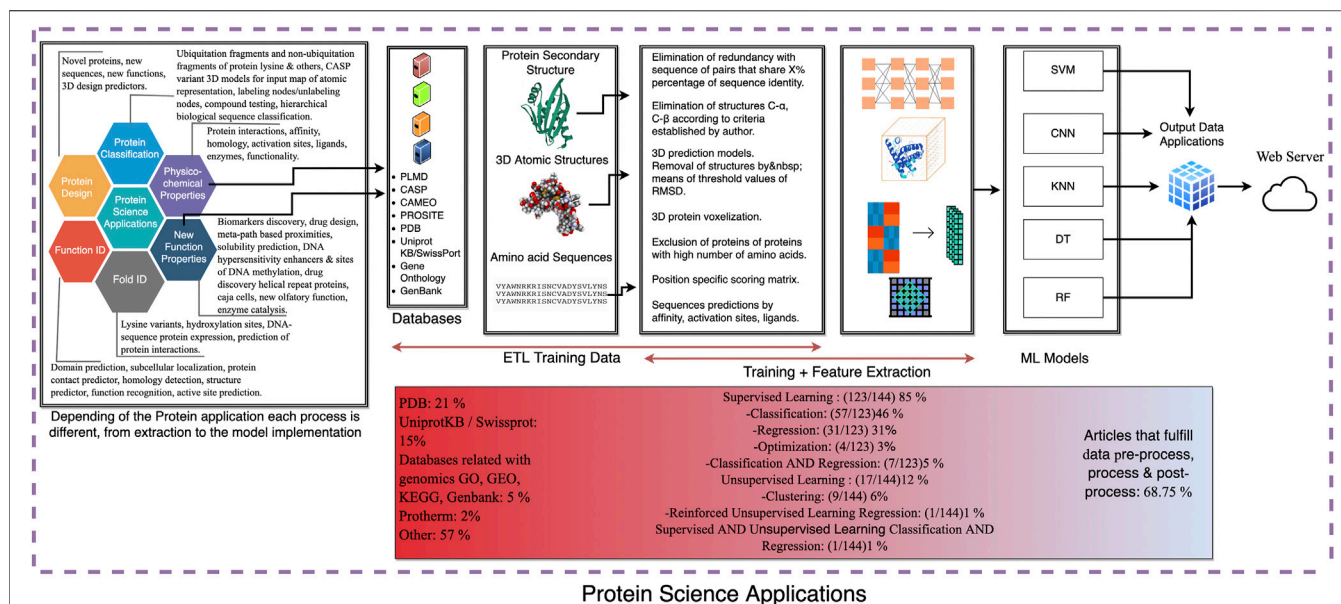 Novel proteins, new
sequences, new functions,
3D design predictors.
Ubiquitation fragments and non-ubiquitation
fragments of protein lysine & others, CASP
variant 3D models for input map of atomic
representation, labeling nodes/unlabeling
nodes, compound testing, hierarchical
biological sequence classification.
Protein interactions, affinity,
homology, activation sites, ligands,
enzymes, functionality.
Protein
Classification
Protein
Design
Physico-
chemical
Properties
Protein
Science
Applications
Function ID
New
Function
Properties
Fold ID
Biomarkers discovery, drug design,
meta-path based proximities,
solubility prediction, DNA
hypersensitivity enhancers & sites
of DNA methylation, drug
discovery helical repeat proteins,
caja cells, new olfatory function,
enzyme catalysis.
Lysine variants, hydroxylation sites, DNA-
sequence protein expression, prediction of
protein interactions.
Domain prediction, subcellular localization, protein
contact predictor, homology detection, structure
predictor, function recognition, active site prediction.
Depending of the Protein application each process is
different, from extraction to the model implementation
• PLMD
• CASP
• CAMEO
• PROSITE
• PDB
• Uniprot
KB/SwissPort
• Gene
Onthology
• GenBank
Databases
Protein Secondary
Structure
3D Atomic Structures
Amino acid Sequences
VYAWNRKRISNCVADYSVLYNS
VYAWNRKRISNCVADYSVLYNS
VYAWNRKRISNCVADYSVLYNS
Elimination of redundancy with
sequence of pairs that share X%
percentage of sequence identity.
Elimination of structures C-α,
C-β according to criteria
established by author.
3D prediction models.
Removal of structures by&nbsp;
means of threshold values of
RMSD.
3D protein voxelization.
Exclusion of proteins of proteins
with high number of amino acids.
Position specific scoring matrix.
Sequences predictions by
affinity, activation sites, ligands.
SVM
CNN
KNN
DT
RF
ML Models
Output Data
Applications
Web Server
ETL Training Data
Training + Feature Extraction
PDB: 21 %
UniprotKB / Swissprot:
15%
Databases related with
genomics GO, GEO,
KEGG, Genbank: 5 %
Protherm: 2%
Other: 57 %
Supervised Learning : (123/144) 85 %
-Classification: (57/123)46 %
-Regression: (31/123) 31%
-Optimization: (4/123) 3%
-Classification AND Regression: (7/123)5 %
Unsupervised Learning : (17/144)12 %
-Clustering: (9/144) 6%
-Reinforced Unsupervised Learning Regression: (1/144)1 %
Supervised AND Unsupervised Learning Classification AND
Regression: (1/144)1 %
Articles that fulfill
data pre-process,
process & post-
process: 68.75 %
Protein Science Applications